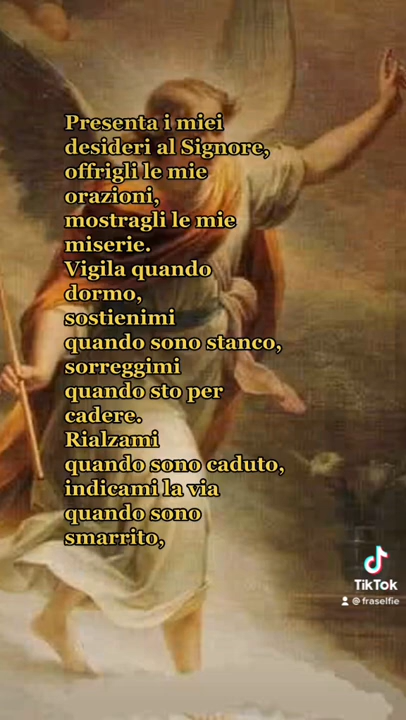 Presenta i miei
desideri al Signore,
offrigli le mie
orazioni,
mostragli le mie
miserie.
Vigila quando
dormo,
sostienimi
quando sono stanco,
sorreggimi
quando sto per
cadere.
Rialzami
quando sono caduto,
indicami la via
quando sono
smarrito,
TikTok
@fraselfie